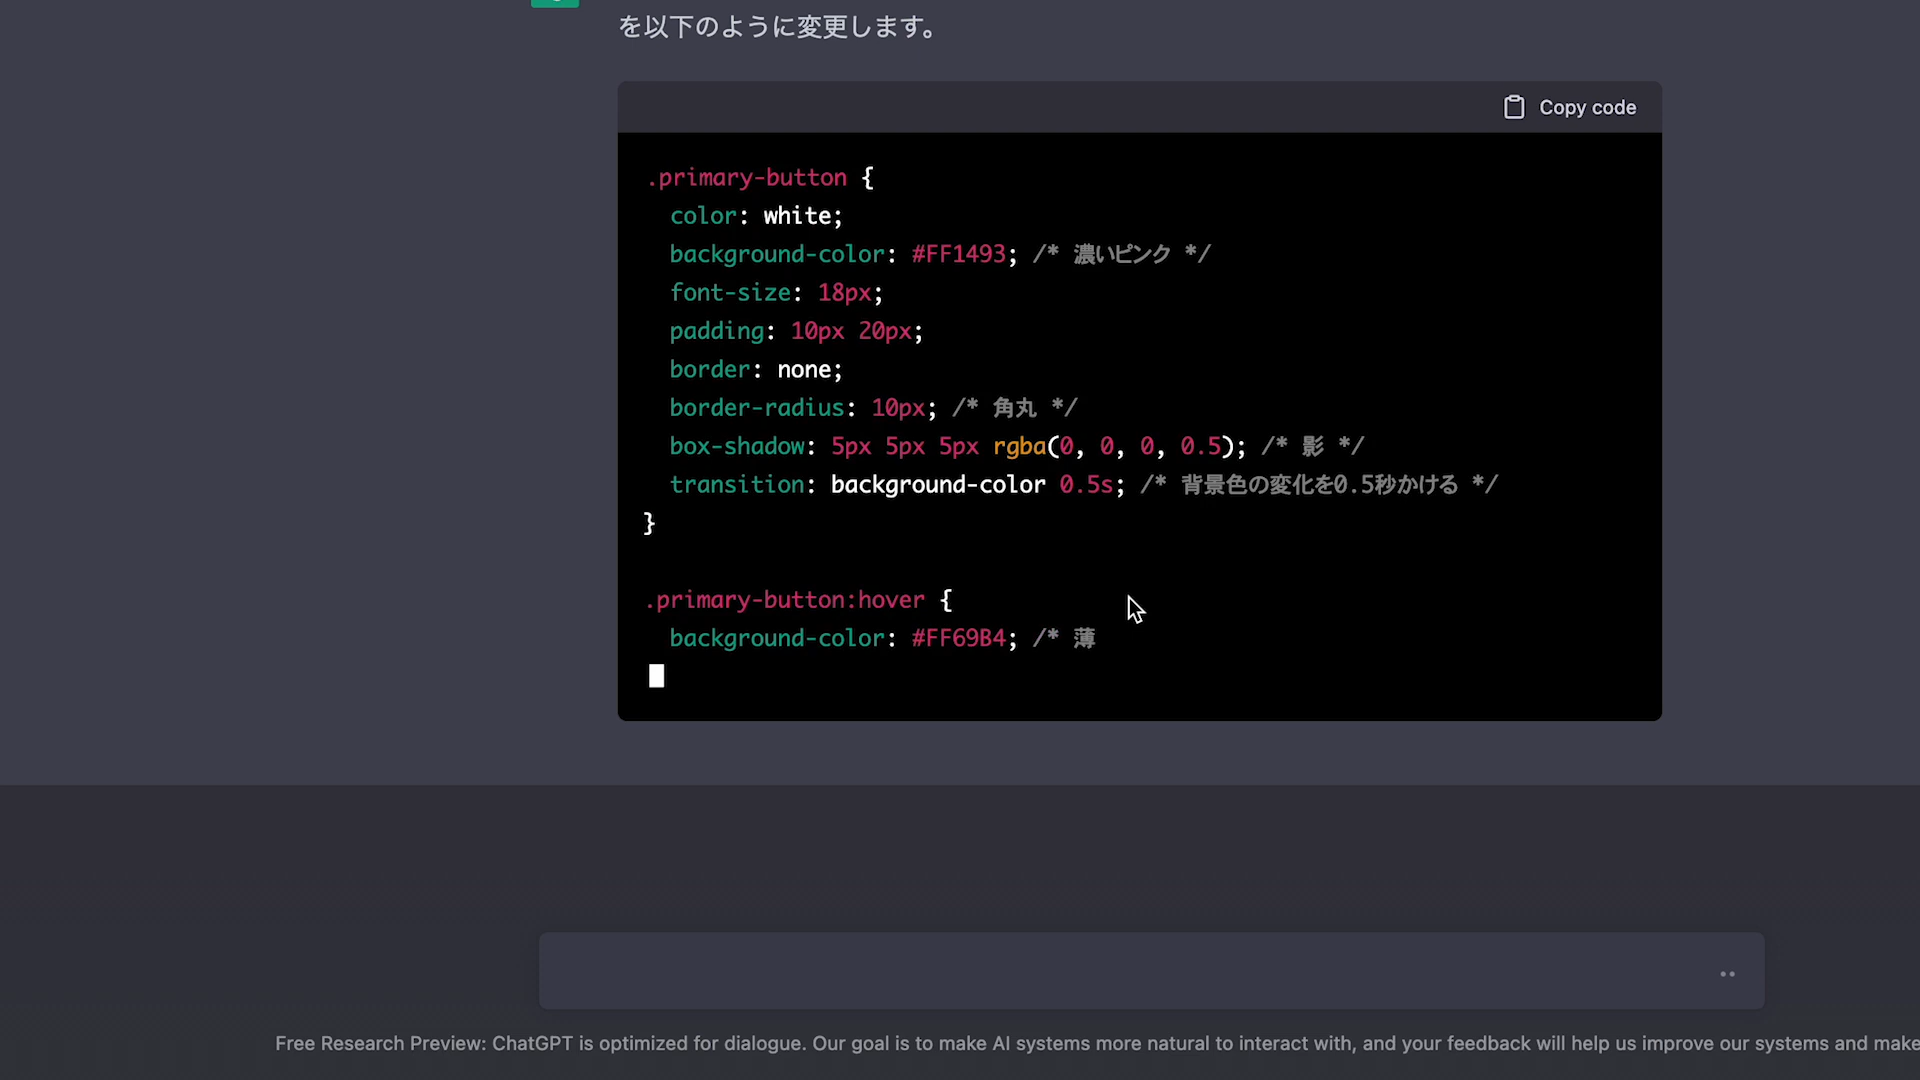 を以下のように変更します。
Copy code
.primary-button {
color: white;
background-color: #FF1493; /* 濃いピンク */
font-size: 18px;
padding: 10px 20px;
border: none;
border-radius: 10px; /* 角丸 */
box-shadow: 5px 5px 5px rgba(0, 0, 0, 0.5); /* 影 */
transition: background-color 0.5s; /* 背景色の変化を0.5秒かける */
}
.primary-button:hover {
background-color: #FF69B4; /* 薄
Free Research Preview: ChatGPT is optimized for dialogue. Our goal is to make AI systems more natural to interact with, and your feedback will help us improve our systems and make